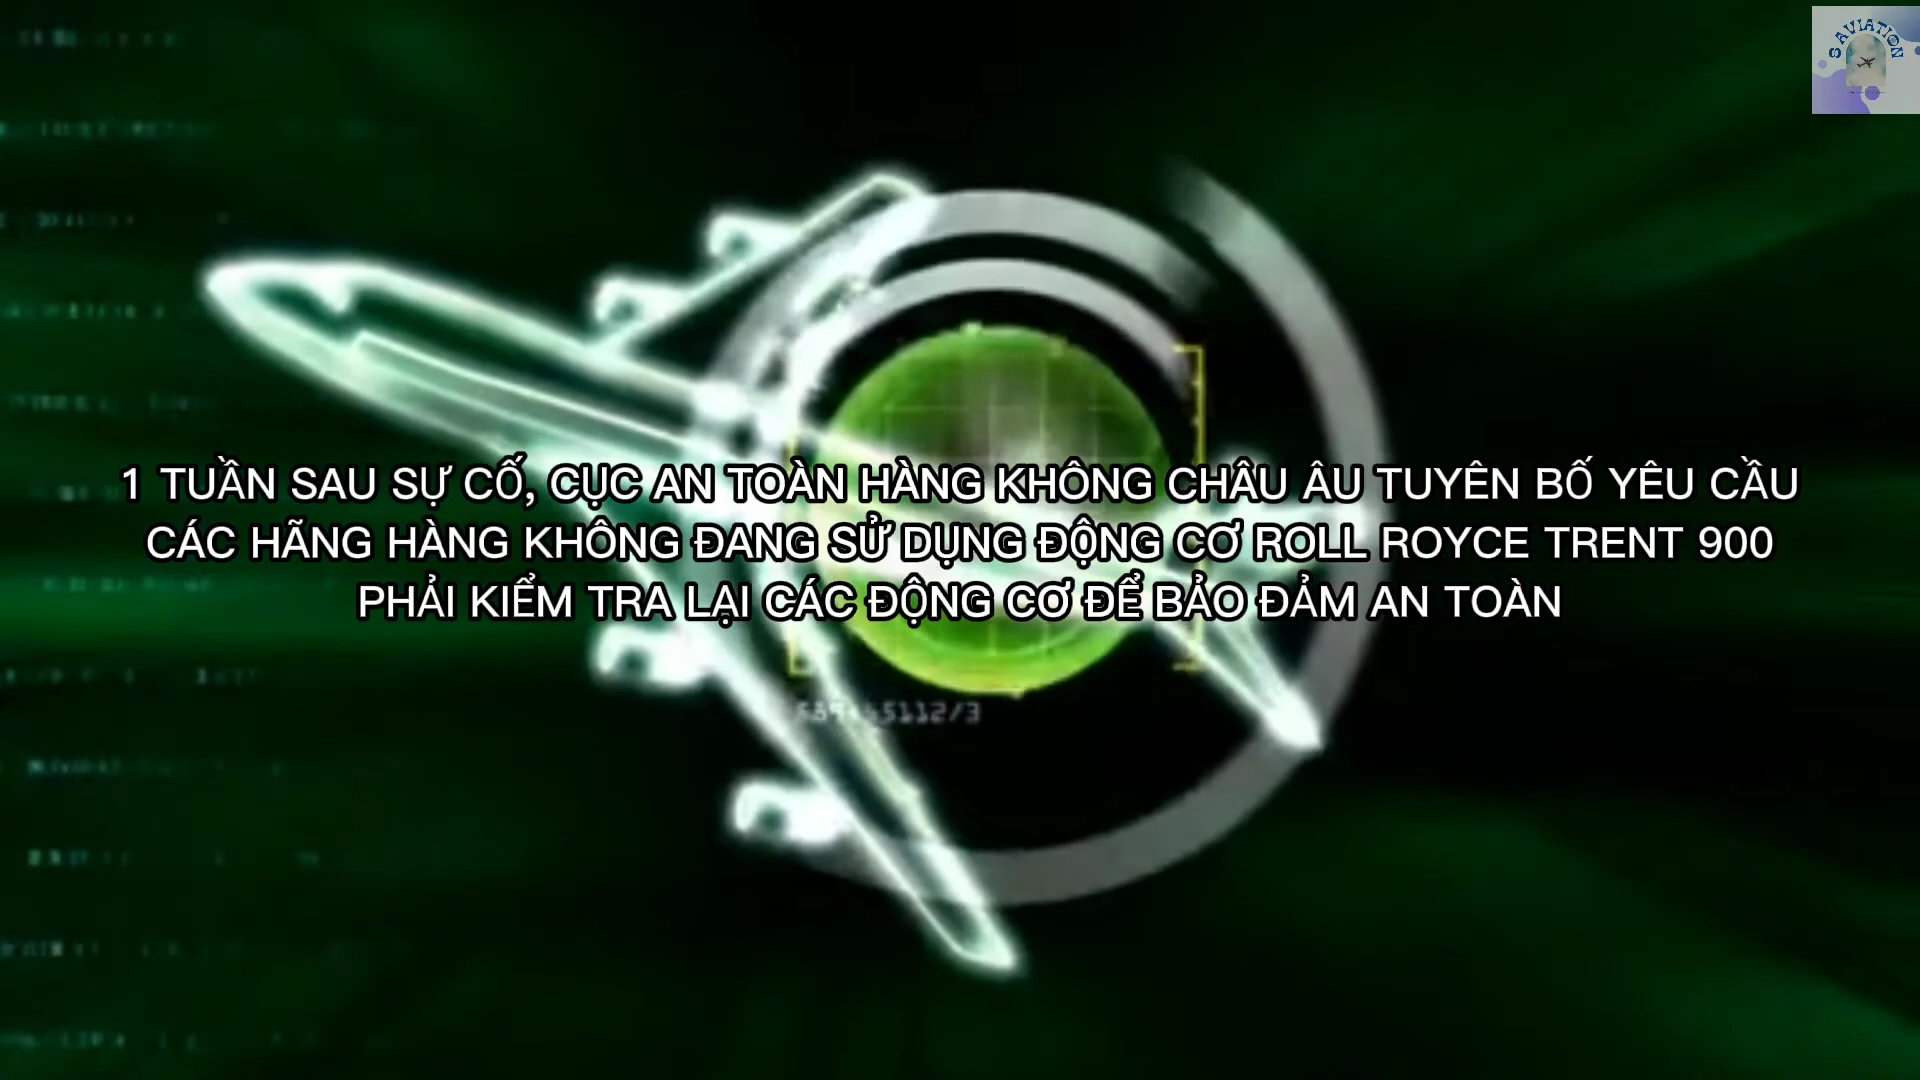 S AVIATION
1 TUẦN SAU SỰ CỐ, CỤC AN TOÀN HÀNG KHÔNG CHÂU ÂU TUYÊN BỐ YÊU CẦU
CÁC HÃNG HÀNG KHÔNG ĐANG SỬ DỤNG ĐỘNG CƠ ROLL ROYCE TRENT 900
PHẢI KIỂM TRA LẠI CÁC ĐỘNG CƠ ĐỂ BẢO ĐẢM AN TOÀN